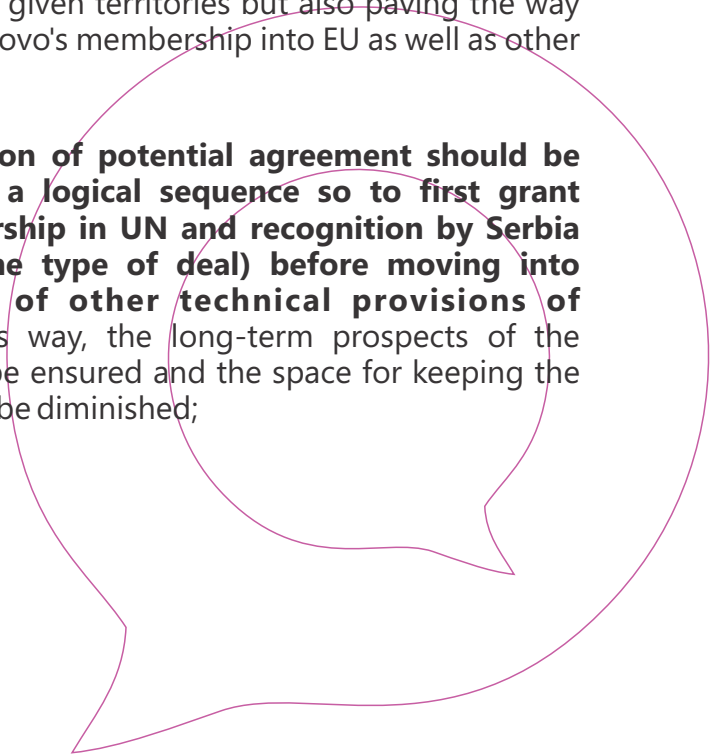 given territories but also paving the way
ovo's membership into EU as well as other
on of potential agreement should be
a logical sequence so to first grant
rship in UN and recognition by Serbia
ne type of deal) before moving into
of other technical provisions of
s way, the long-term prospects of the
be ensured and the space for keeping the
be diminished;